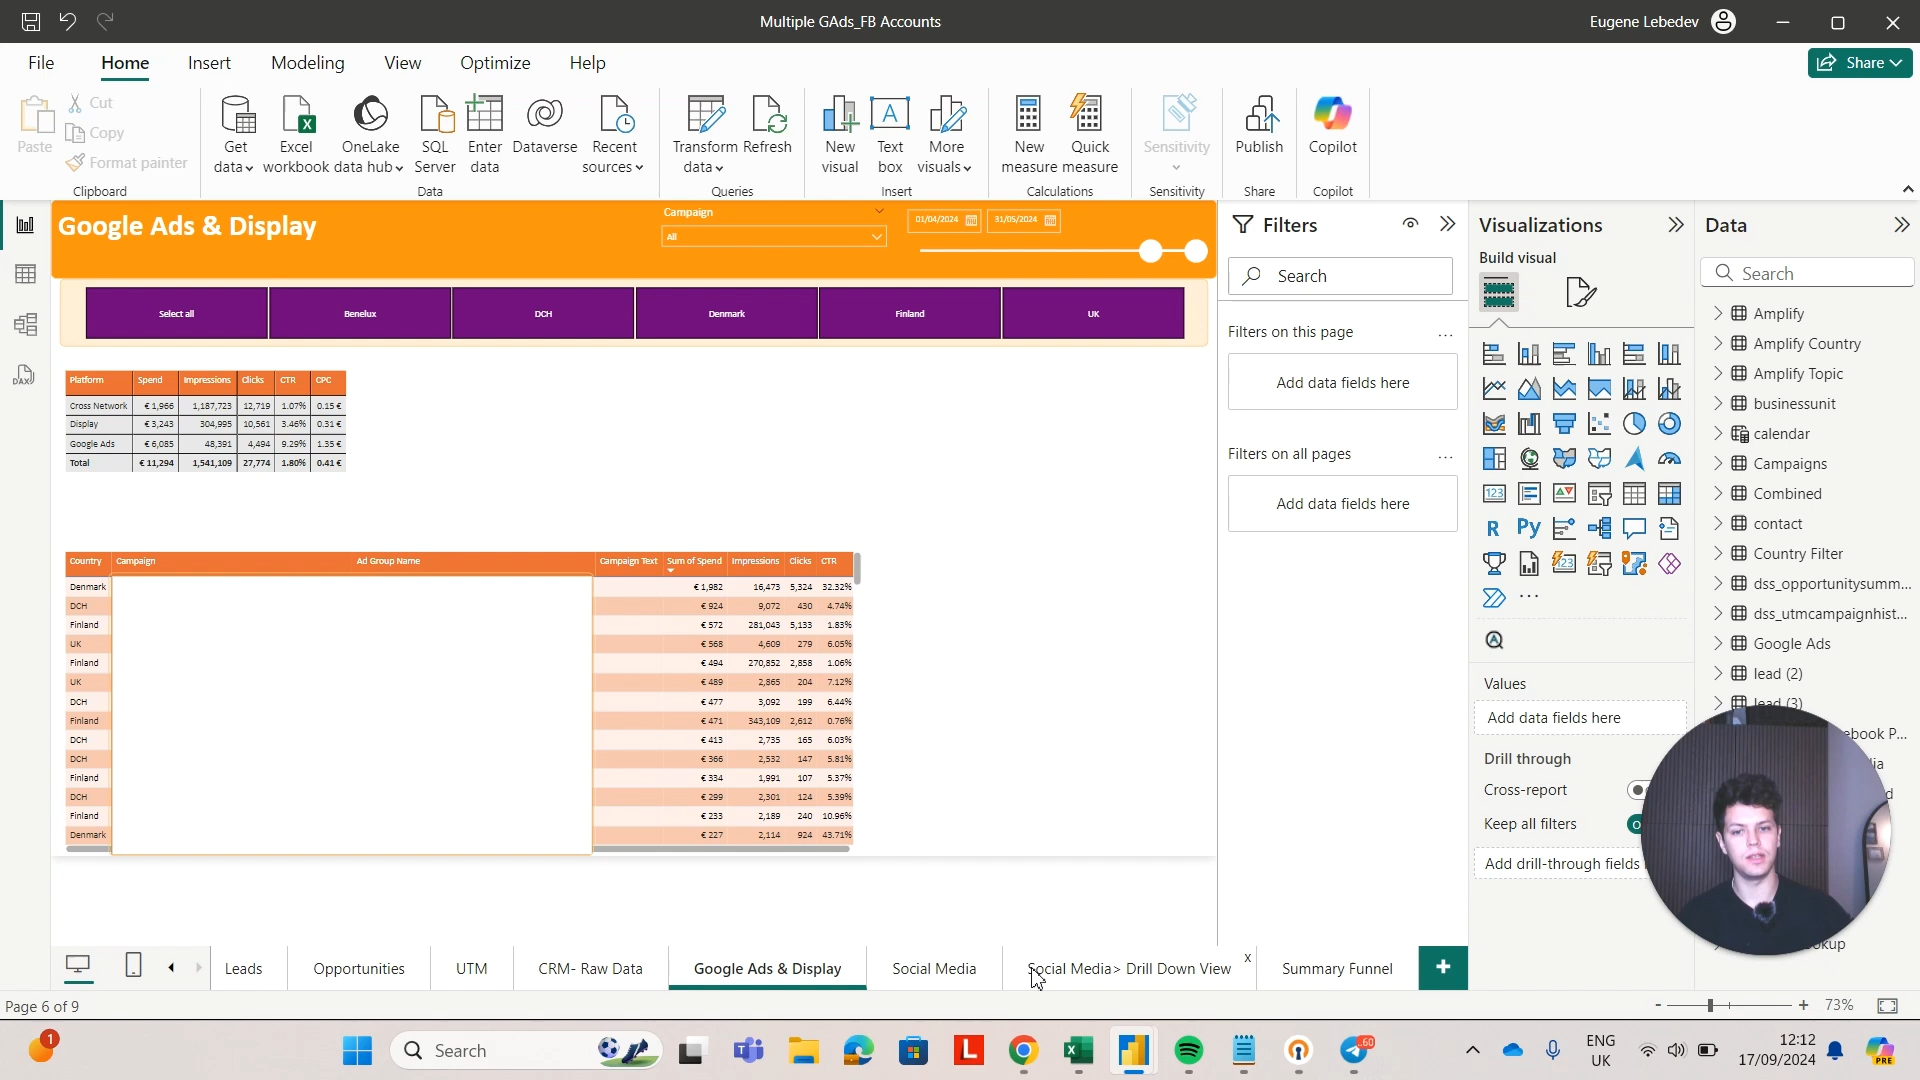 Multiple GAds_FB Accounts
Eugene Lebedev
File Home Insert Modeling View Optimize Help
Share
Paste
Cut
Copy
Format painter
Clipboard
Get data
Excel workbook
OneLake data hub
SQL Server
Enter data
Dataverse
Recent sources
Data
Transform data
Refresh
Queries
New visual
Text box
More visuals
Insert
New measure
Quick measure
Calculations
Sensitivity
Sensitivity
Publish
Share
Copilot
Copilot
Google Ads & Display
Campaign
All
01/04/2024 31/05/2024
Select all Benelux DCH Denmark Finland UK
Platform Spend Impressions Clicks CTR CPC
Cross Network € 1,966 1,187,723 12,719 1.07% 0.15 €
Display € 3,243 304,995 10,561 3.46% 0.31 €
Google Ads € 6,085 48,391 4,494 9.29% 1.35 €
Total € 11,294 1,541,109 27,774 1.80% 0.41 €
Country Campaign Ad Group Name Campaign Text Sum of Spend Impressions Clicks CTR
Denmark € 1,982 16,473 5,324 32.32%
DCH € 924 9,072 430 4.74%
Finland € 572 281,043 5,133 1.83%
UK € 568 4,609 279 6.05%
Finland € 494 270,852 2,858 1.06%
UK € 489 2,865 204 7.12%
DCH € 477 3,092 199 6.44%
Finland € 471 343,109 2,612 0.76%
DCH € 413 2,735 165 6.03%
DCH € 366 2,532 147 5.81%
Finland € 334 1,991 107 5.37%
DCH € 299 2,301 124 5.39%
Finland € 233 2,189 240 10.96%
Denmark € 227 2,114 924 43.71%
Filters
Search
Filters on this page
Add data fields here
Filters on all pages
Add data fields here
Visualizations
Build visual
Values
Add data fields here
Drill through
Cross-report
Keep all filters
Add drill-through fields
Data
Search
Amplify
Amplify Country
Amplify Topic
businessunit
calendar
Campaigns
Combined
contact
Country Filter
dss_opportunitysumm...
dss_utmcampaignhist...
Google Ads
lead (2)
lead (3)
ebook P...
Leads Opportunities UTM CRM- Raw Data Google Ads & Display Social Media Social Media> Drill Down View x Summary Funnel +
Page 6 of 9
- + 73%
1
Search
60
ENG
UK
12:12
17/09/2024
PRE